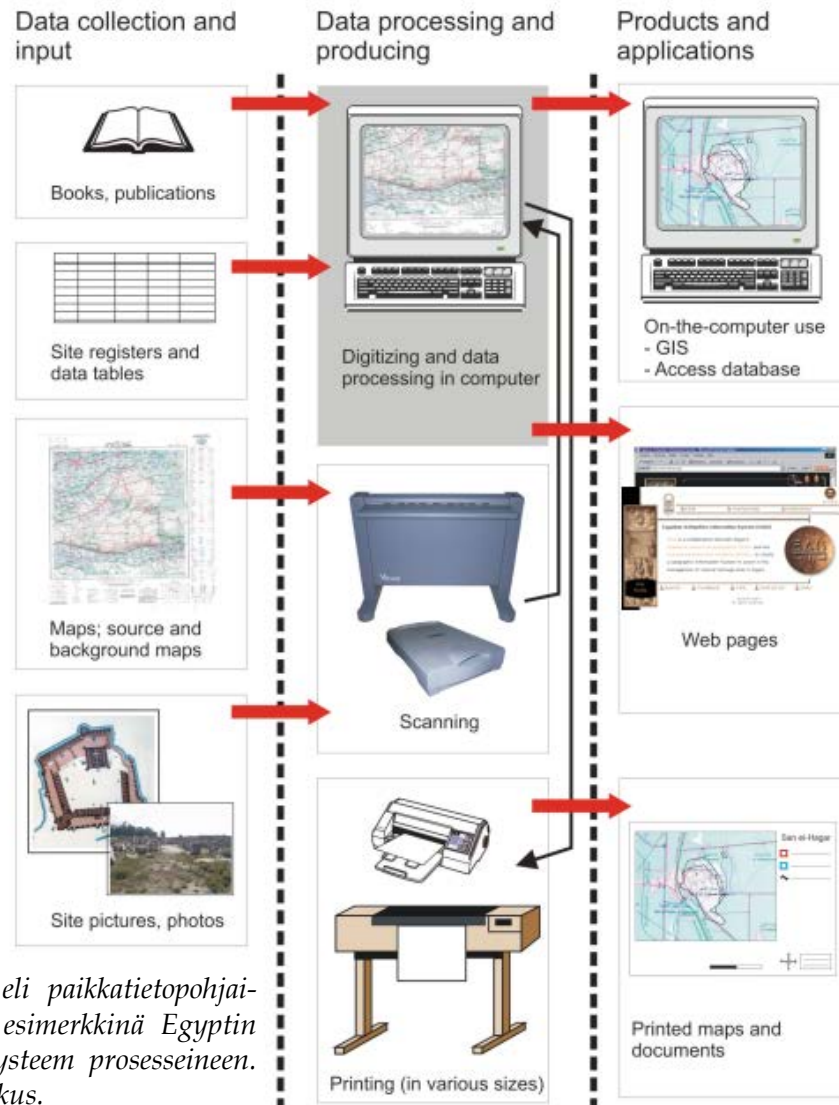 Data collection and
input
Books, publications
Site registers and
data tables
Maps; source and
background maps
Site pictures, photos
Data processing and
producing
Digitizing and data
processing in computer
Scanning
Printing (in various sizes)
Products and
applications
On-the-computer use
- GIS
- Access database
Web pages
San el-Hagar
Printed maps and
documents
eli paikkatietopohjai-
esimerkkinä Egyptin
ysteem prosesseineen.
kus.